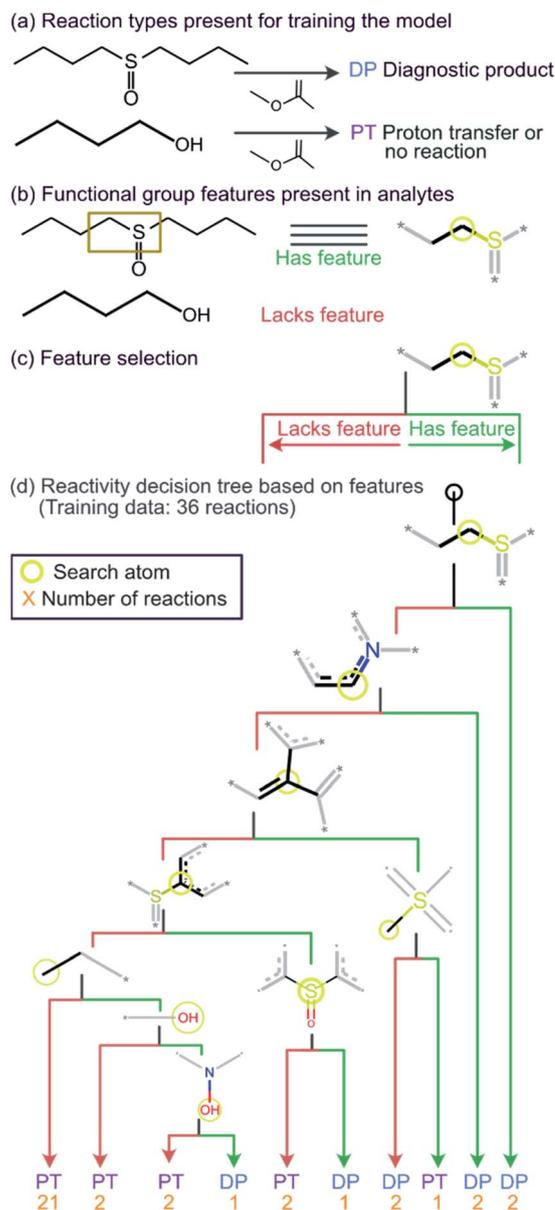 (a) Reaction types present for training the model
S
O
DP Diagnostic product
O
OH
PT Proton transfer or
no reaction
O
(b) Functional group features present in analytes
S
O
Has feature
* S *
*
OH
Lacks feature
(c) Feature selection
* S *
*
Lacks feature Has feature
(d) Reactivity decision tree based on features
(Training data: 36 reactions)
Search atom
X Number of reactions
* S *
*
*
* N *
* *
* *
*
*
* S *
*
S
*
* OH
S
O
N
OH
PT PT PT DP PT DP DP PT DP DP
21 2 2 1 2 1 2 1 2 2